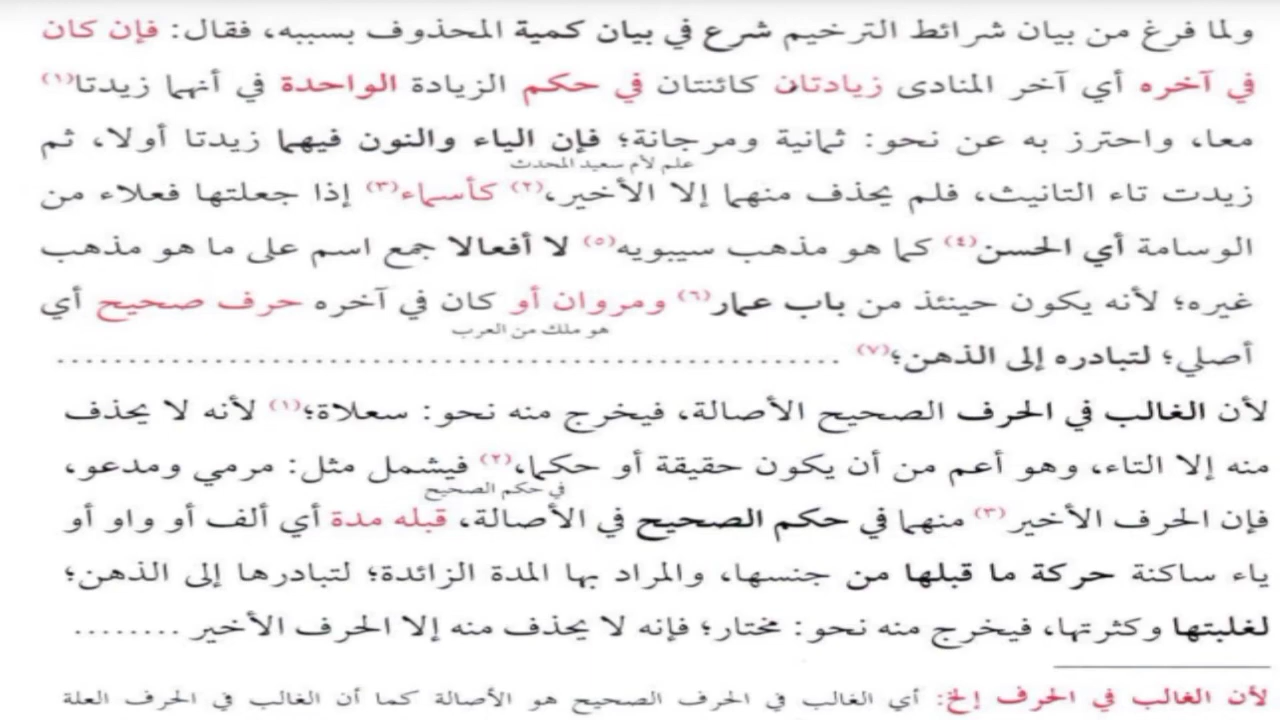 ولما فرغ من بيان شرائط الترخيم شرع في بيان كمية المحذوف بسببه، فقال: فإن كان
في آخره أي آخر المنادى زيادتان كائنتان في حكم الزيادة الواحدة في أنهما زيدتا(١)
معا، واحترز به عن نحو: ثمانية ومرجانة؛ فإن الياء والنون فيهما زيدتا أولا، ثم
علم لأم سعيد المحدث
زيدت تاء التانيث، فلم يحذف منهما إلا الأخير،(٢) كأسماء(٣) إذا جعلتها فعلاء من
الوسامة أي الحسن(٤) كما هو مذهب سيبويه(٥) لا أفعالا جمع اسم على ما هو مذهب
غيره؛ لأنه يكون حينئذ من باب عمار(٦) ومروان أو كان في آخره حرف صحيح أي
هو ملك من العرب
أصلي؛ لتبادره إلى الذهن؛(٧) ......................................................
لأن الغالب في الحرف الصحيح الأصالة، فيخرج منه نحو: سعلاة؛(١) لأنه لا يحذف
منه إلا التاء، وهو أعم من أن يكون حقيقة أو حكما،(٢) فيشمل مثل: مرمي ومدعو،
في حكم الصحيح
فإن الحرف الأخير(٣) منهما في حكم الصحيح في الأصالة، قبله مدة أي ألف أو واو أو
ياء ساكنة حركة ما قبلها من جنسها، والمراد بها المدة الزائدة؛ لتبادرها إلى الذهن؛
لغلبتها وكثرتها، فيخرج منه نحو: مختار؛ فإنه لا يحذف منه إلا الحرف الأخير ........
لأن الغالب في الحرف إلخ: أي الغالب في الحرف الصحيح هو الأصالة كما أن الغالب في الحرف العلة